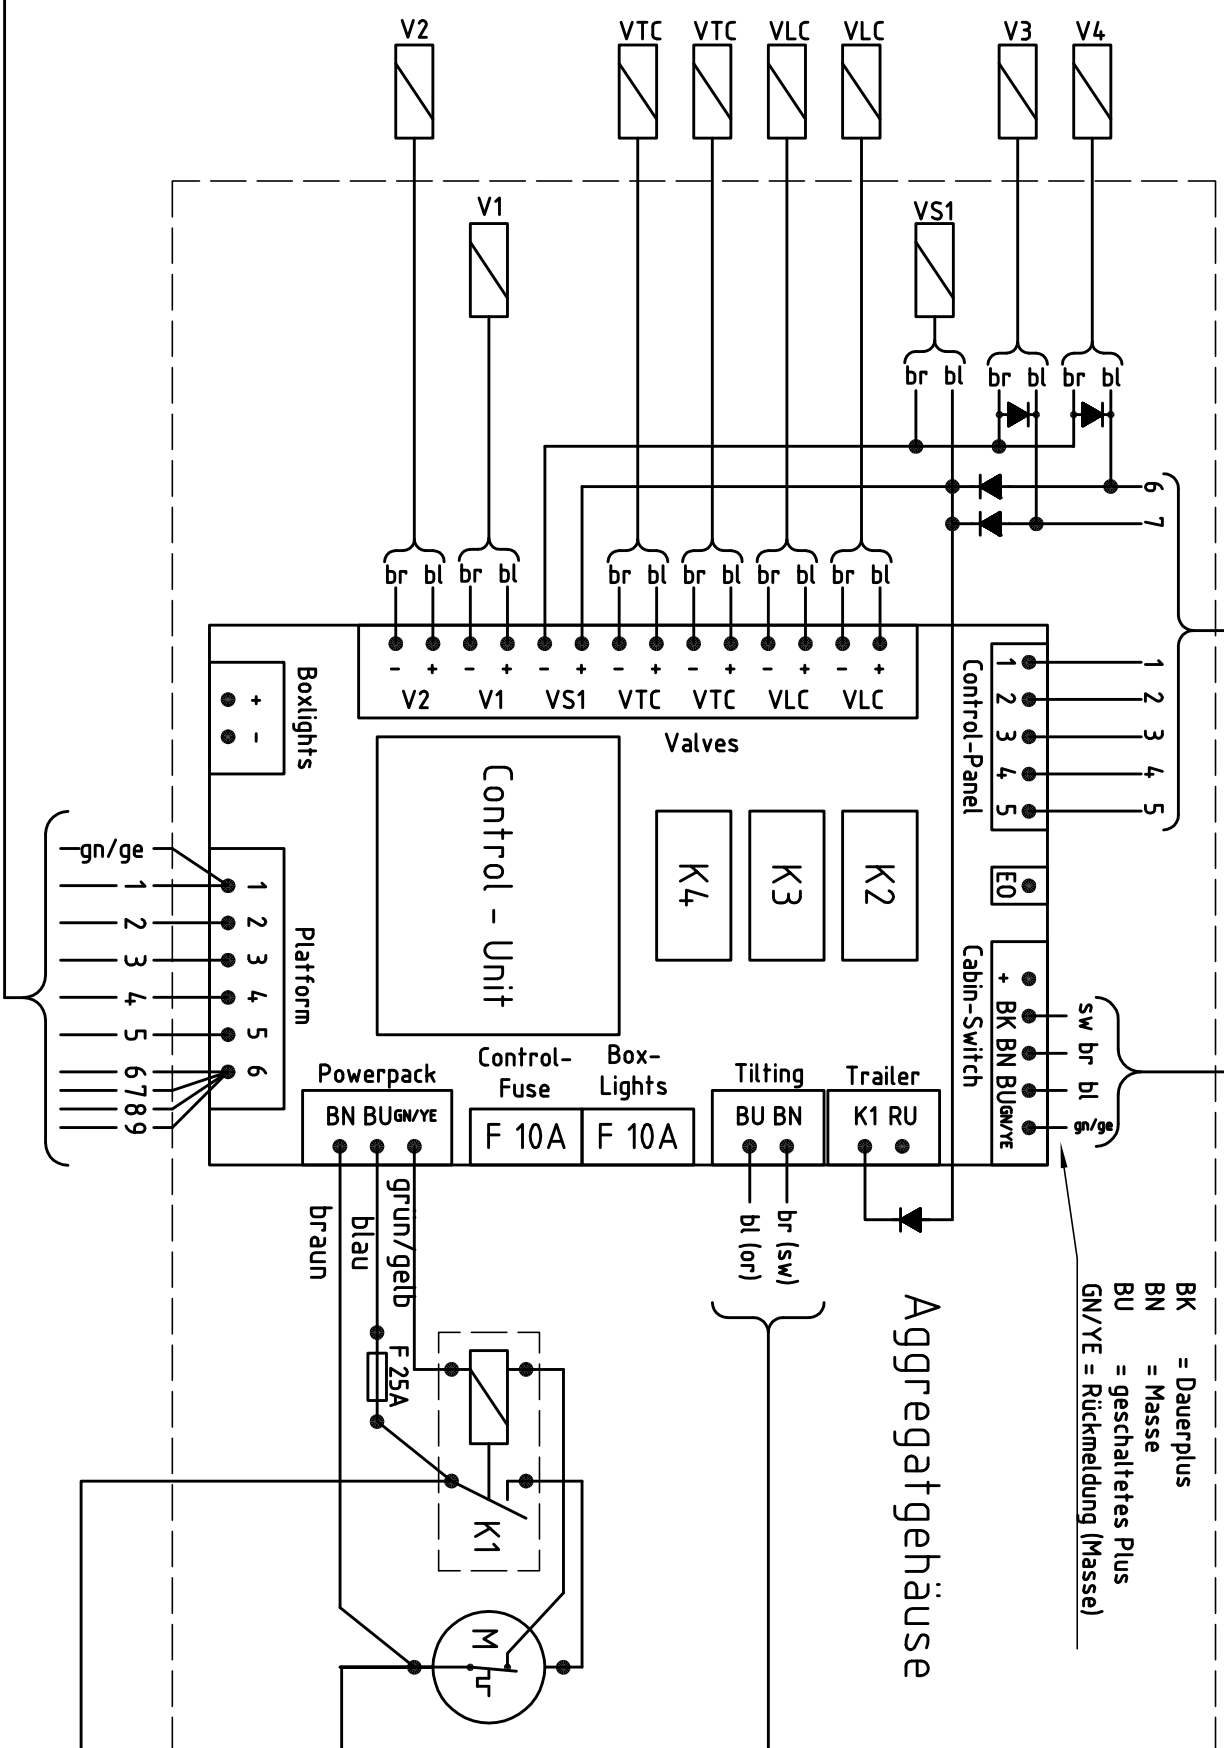 V2
VTC
VTC
VLC
VLC
V3
V4
V1
VS1
br bl
br bl
br bl
6
7
br bl
br bl
br bl
br bl
br bl
br bl
- + - + - + - + - + - + - +
V2 V1 VS1 VTC VTC VLC VLC
Valves
Boxlights
+
-
Control-Panel
1 1
2 2
3 3
4 4
5 5
Control - Unit
K4
K3
K2
E0
Cabin-Switch
+
BK sw
BN br
BU bl
GN/YE gn/ge
Platform
gn/ge
1 1
2 2
3 3
4 4
5 5
6 6
7
8
9
Powerpack
BN BU GN/YE
Control-
Fuse
F 10A
Box-
Lights
F 10A
Tilting
BU BN
Trailer
K1 RU
braun
blau
grün/gelb
F 25A
bl (or)
br (sw)
K1
M
Aggregatgehäuse
BK = Dauerplus
BN = Masse
BU = geschaltetes Plus
GN/YE = Rückmeldung (Masse)